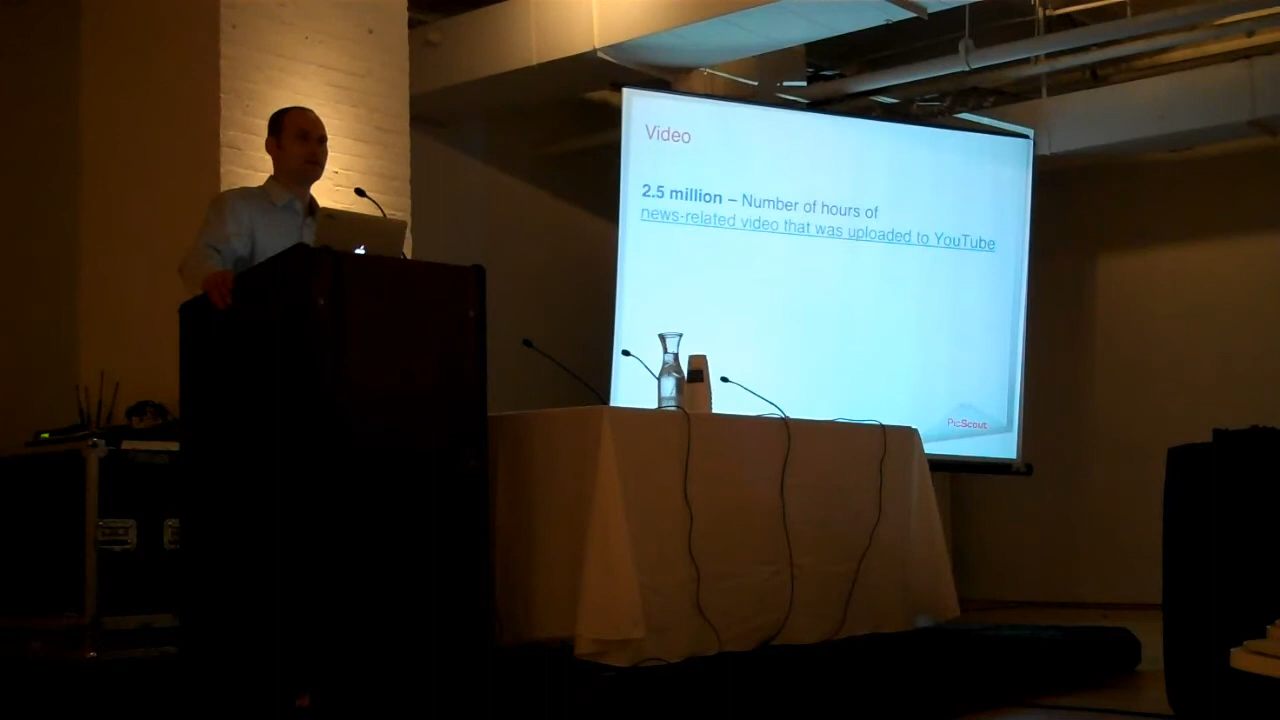 Video
2.5 million – Number of hours of
news-related video that was uploaded to YouTube
PicScout